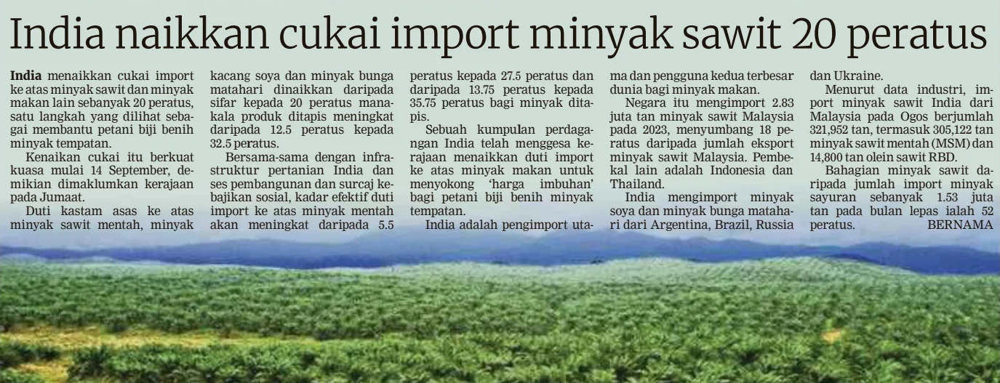 India naikkan cukai import minyak sawit 20 peratus
India menaikkan cukai import
ke atas minyak sawit dan minyak
makan lain sebanyak 20 peratus,
satu langkah yang dilihat seba-
gai membantu petani biji benih
minyak tempatan.
Kenaikan cukai itu berkuat
kuasa mulai 14 September, de-
mikian dimaklumkan kerajaan
pada Jumaat.
Duti kastam asas ke atas
minyak sawit mentah, minyak
kacang soya dan minyak bunga
matahari dinaikkan daripada
sifar kepada 20 peratus mana-
kala produk ditapis meningkat
daripada 12.5 peratus kepada
32.5 peratus.
Bersama-sama dengan infra-
struktur pertanian India dan
ses pembangunan dan surcaj ke-
bajikan sosial, kadar efektif duti
import ke atas minyak mentah
akan meningkat daripada 5.5
peratus kepada 27.5 peratus dan
daripada 13.75 peratus kepada
35.75 peratus bagi minyak dita-
pis.
Sebuah kumpulan perdaga-
ngan India telah menggesa ke-
rajaan menaikkan duti import
ke atas minyak makan untuk
menyokong ‘harga imbuhan’
bagi petani biji benih minyak
tempatan.
India adalah pengimport uta-
ma dan pengguna kedua terbesar
dunia bagi minyak makan.
Negara itu mengimport 2.83
juta tan minyak sawit Malaysia
pada 2023, menyumbang 18 pe-
ratus daripada jumlah eksport
minyak sawit Malaysia. Pembe-
kal lain adalah Indonesia dan
Thailand.
India mengimport minyak
soya dan minyak bunga mataha-
ri dari Argentina, Brazil, Russia
dan Ukraine.
Menurut data industri, im-
port minyak sawit India dari
Malaysia pada Ogos berjumlah
321,952 tan, termasuk 305,122 tan
minyak sawit mentah (MSM) dan
14,800 tan olein sawit RBD.
Bahagian minyak sawit da-
ripada jumlah import minyak
sayuran sebanyak 1.53 juta
tan pada bulan lepas ialah 52
peratus. BERNAMA